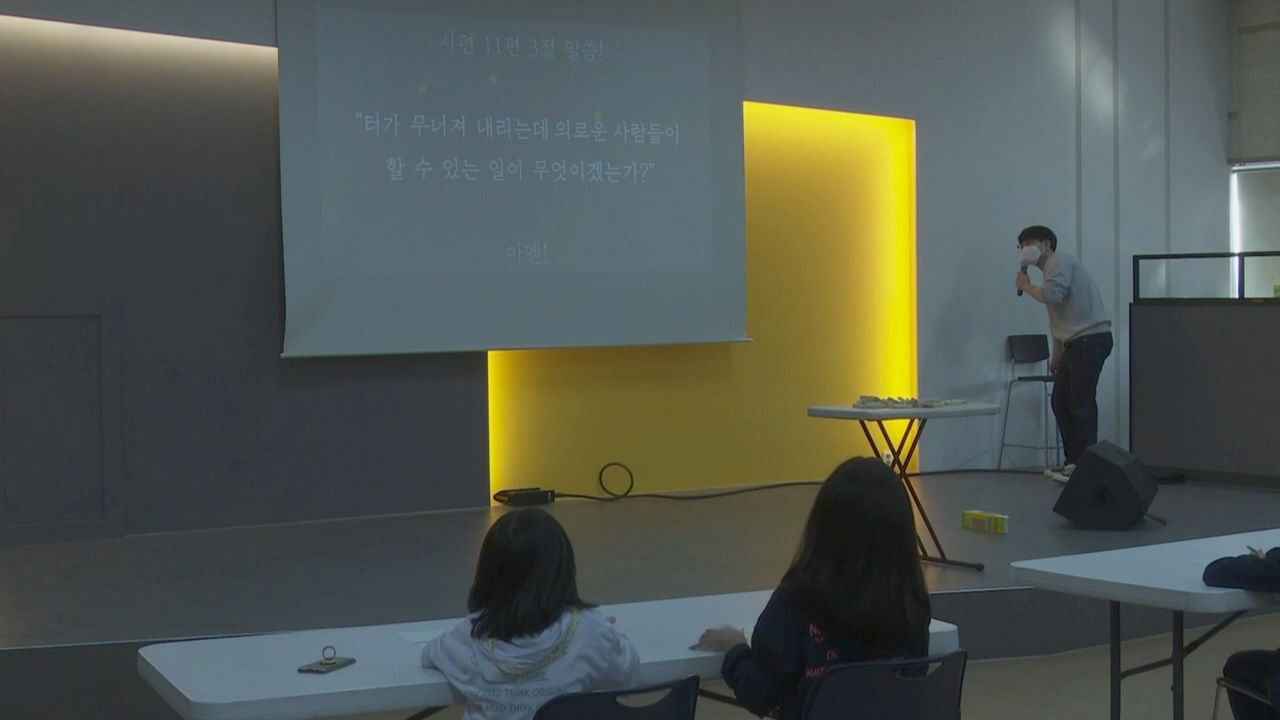 시편 11편 3절 말씀!
“터가 무너져 내리는데 의로운 사람들이
할 수 있는 일이 무엇이겠는가?”
아멘!
THINK